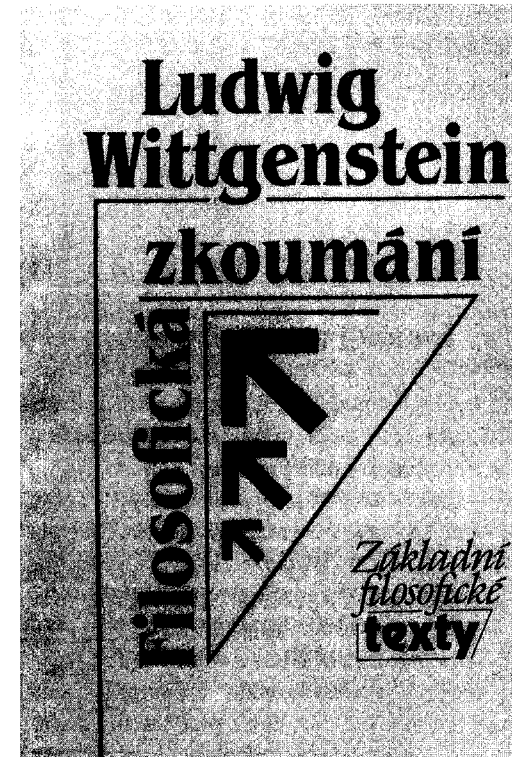 Ludwig
Wittgenstein
Filosofická
zkoumání
Základní
filosofické
texty